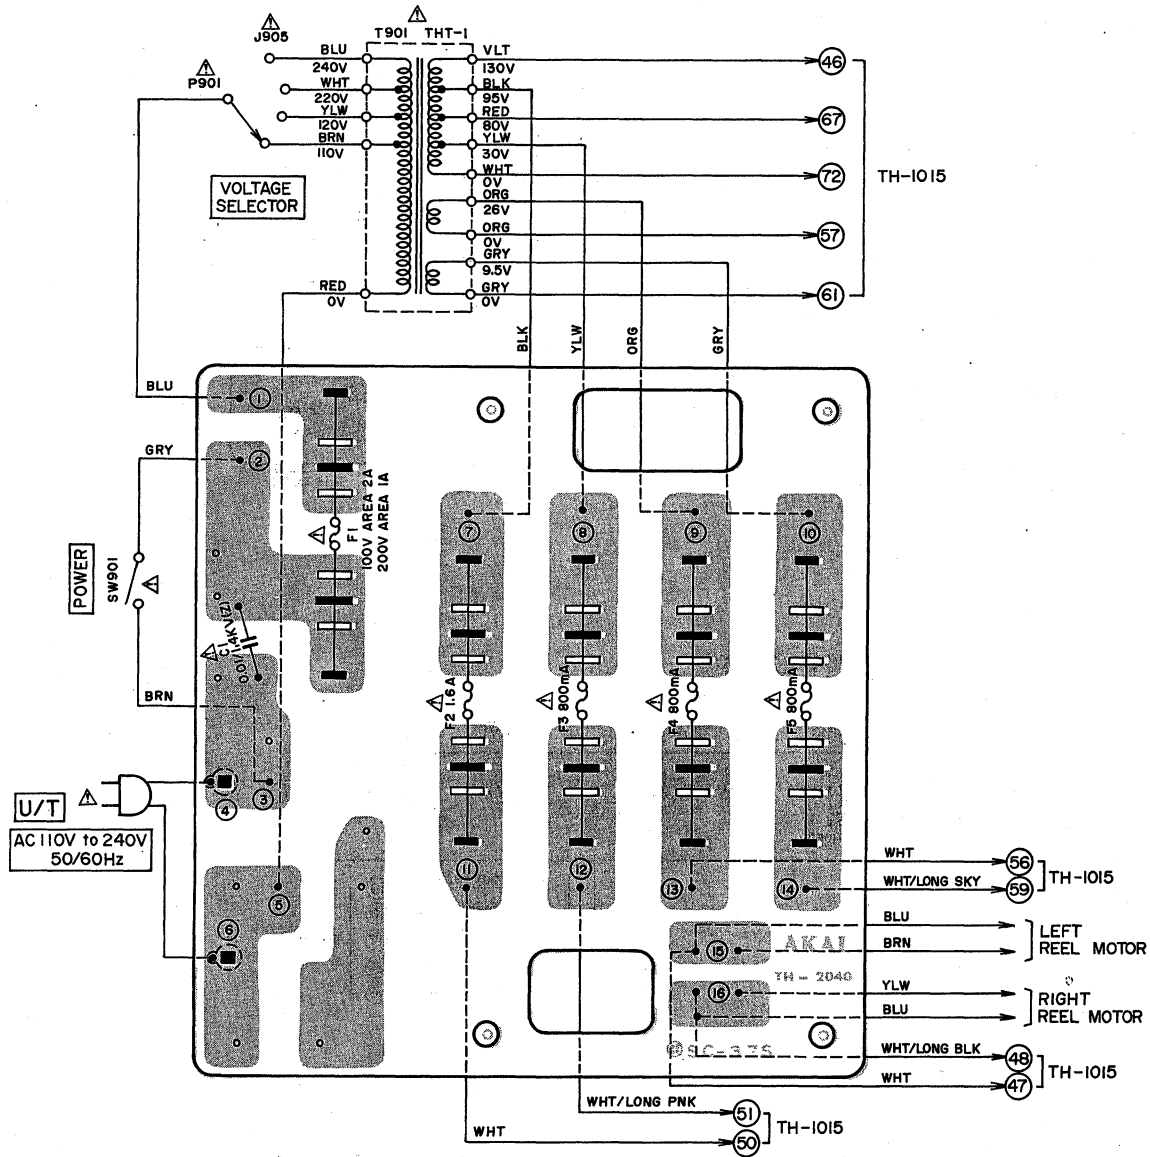 T901 THT-1
J905
P901
BLU
240V
WHT
220V
YLW
120V
BRN
110V
RED
0V
VLT
130V
BLK
95V
RED
80V
YLW
30V
WHT
0V
ORG
26V
ORG
0V
GRY
9.5V
GRY
0V
46
67
72
57
61
TH-1015
VOLTAGE
SELECTOR
BLK
YLW
ORG
GRY
BLU
1
GRY
2
F1
100V AREA 2A
200V AREA 1A
POWER
SW901
C1
0.01/1.4KV(Z)
BRN
3
4
U/T
AC 110V to 240V
50/60Hz
5
6
7
8
9
10
F2 1.6A
F3 800mA
F4 800mA
F5 800mA
11
12
13
14
WHT
56
WHT/LONG SKY
59
TH-1015
15
AKAI
BLU
BRN
LEFT
REEL MOTOR
TH-2040
16
YLW
BLU
RIGHT
REEL MOTOR
SC-37S
WHT/LONG BLK
48
WHT
47
TH-1015
WHT/LONG PNK
51
WHT
50
TH-1015